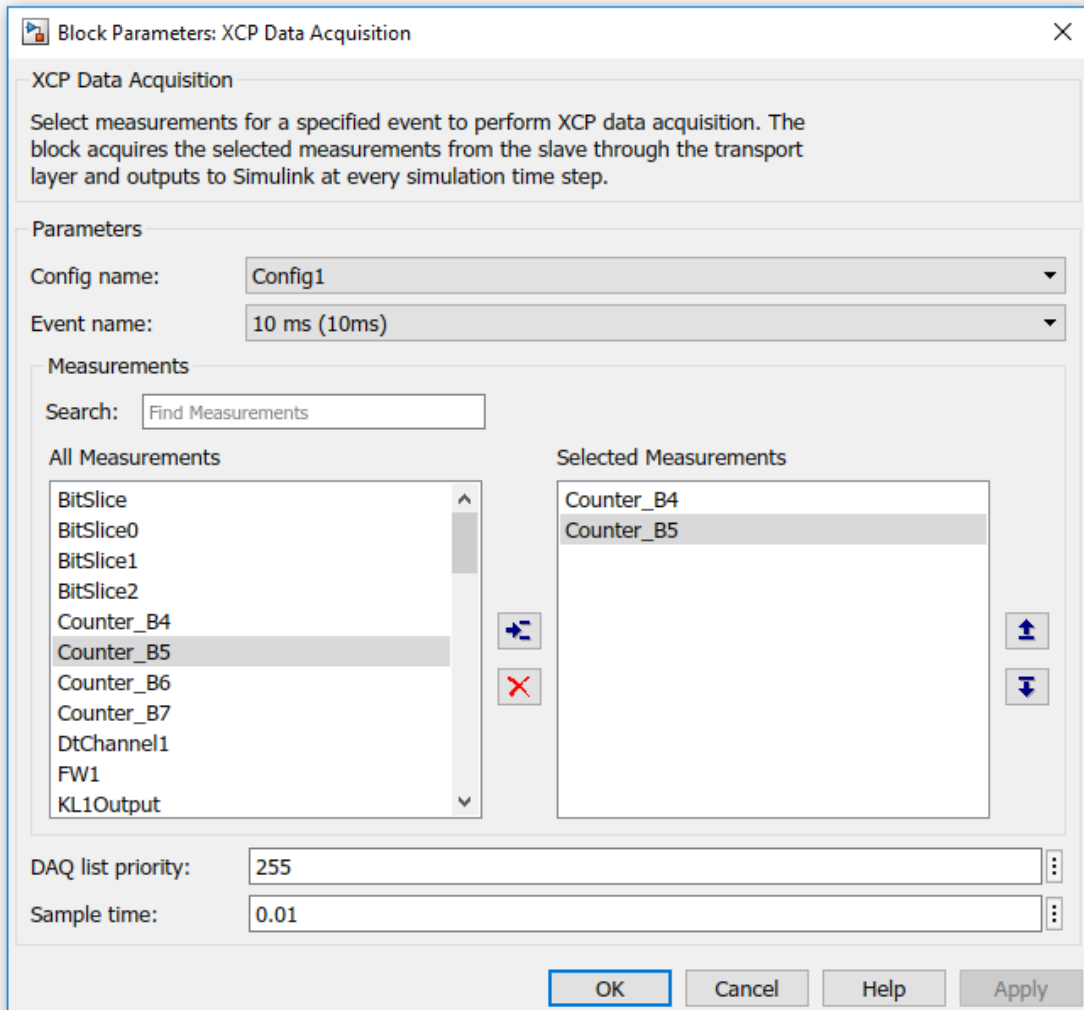 Block Parameters: XCP Data Acquisition
XCP Data Acquisition
Select measurements for a specified event to perform XCP data acquisition. The
block acquires the selected measurements from the slave through the transport
layer and outputs to Simulink at every simulation time step.
Parameters
Config name: Config1
Event name: 10 ms (10ms)
Measurements
Search: Find Measurements
All Measurements
BitSlice
BitSlice0
BitSlice1
BitSlice2
Counter_B4
Counter_B5
Counter_B6
Counter_B7
DtChannel1
FW1
KL1Output
Selected Measurements
Counter_B4
Counter_B5
DAQ list priority: 255
Sample time: 0.01
OK Cancel Help Apply